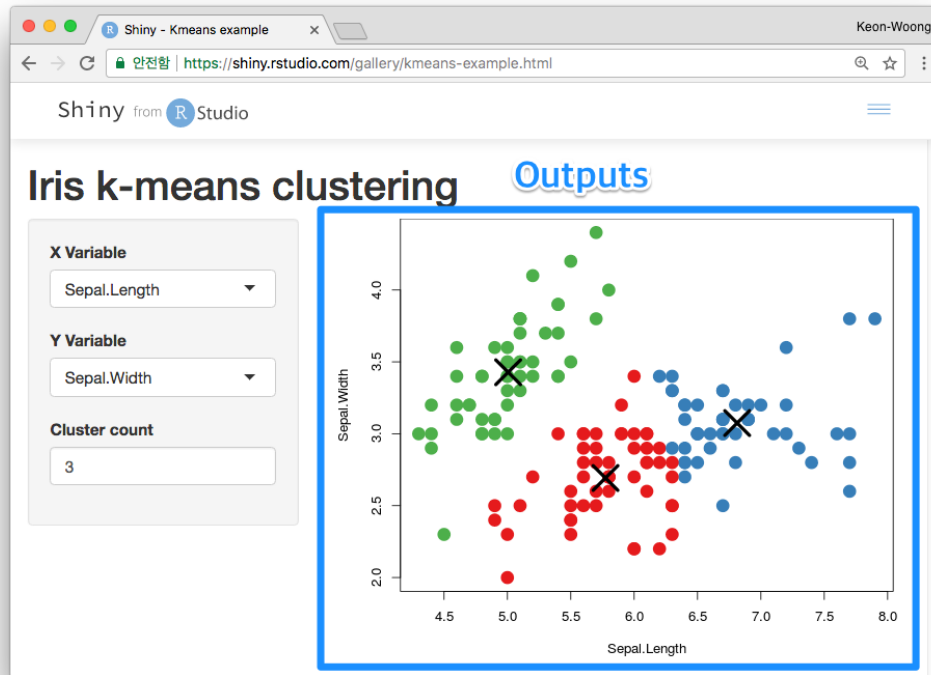 Shiny - Kmeans example
Keon-Woong
안전함 https://shiny.rstudio.com/gallery/kmeans-example.html
Shiny from R Studio
Iris k-means clustering
Outputs
X Variable
Sepal.Length
Y Variable
Sepal.Width
Cluster count
3
Sepal.Width
4.0
3.5
3.0
2.5
2.0
4.5 5.0 5.5 6.0 6.5 7.0 7.5 8.0
Sepal.Length